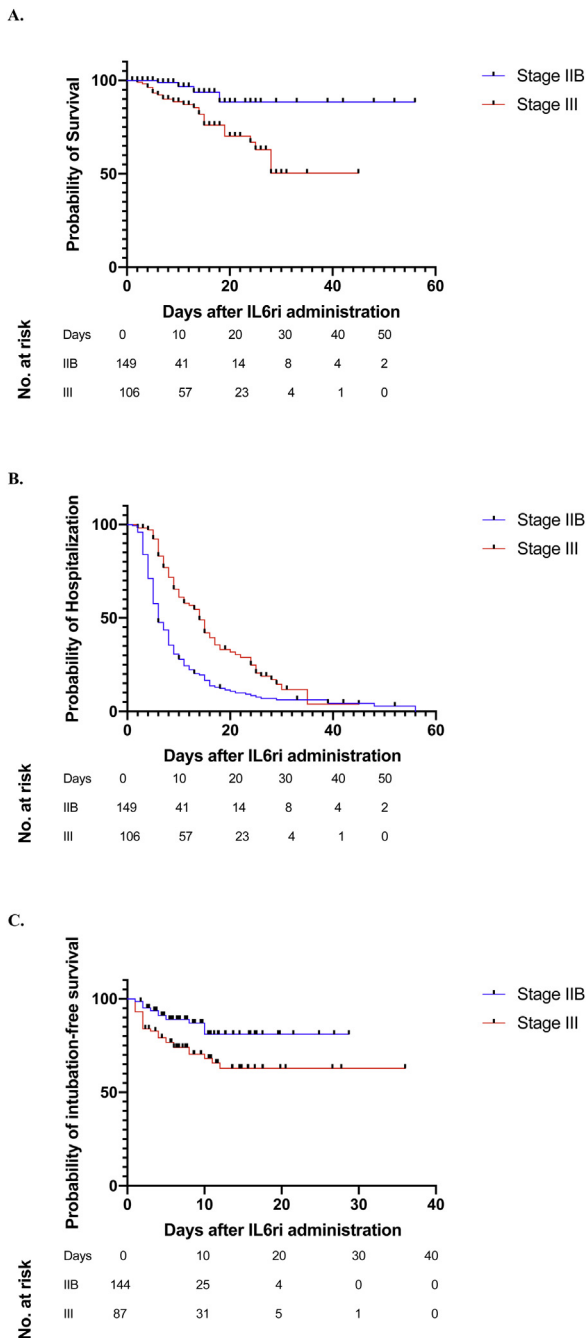 A.
Probability of Survival
100
50
0
0 20 40 60
Days after IL6ri administration
Stage IIB
Stage III
No. at risk
Days 0 10 20 30 40 50
IIB 149 41 14 8 4 2
III 106 57 23 4 1 0
B.
Probability of Hospitalization
100
50
0
0 20 40 60
Days after IL6ri administration
Stage IIB
Stage III
No. at risk
Days 0 10 20 30 40 50
IIB 149 41 14 8 4 2
III 106 57 23 4 1 0
C.
Probability of intubation-free survival
100
50
0
0 10 20 30 40
Days after IL6ri administration
Stage IIB
Stage III
No. at risk
Days 0 10 20 30 40
IIB 144 25 4 0 0
III 87 31 5 1 0